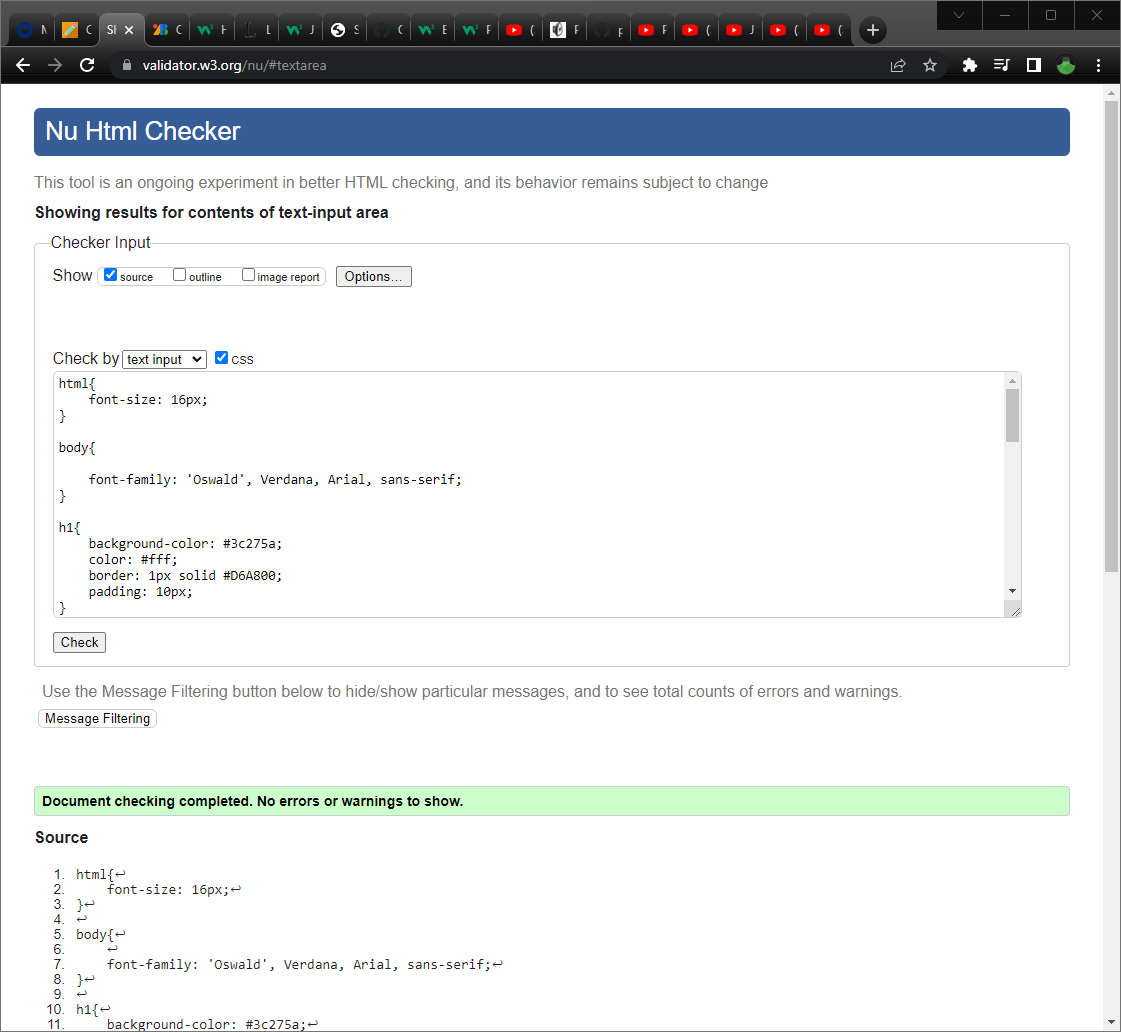 SI
validator.w3.org/nu/#textarea
Nu Html Checker
This tool is an ongoing experiment in better HTML checking, and its behavior remains subject to change
Showing results for contents of text-input area
Checker Input
Show source outline image report Options...
Check by text input css
html{
    font-size: 16px;
}
body{
    font-family: 'Oswald', Verdana, Arial, sans-serif;
}
h1{
    background-color: #3c275a;
    color: #fff;
    border: 1px solid #D6A800;
    padding: 10px;
}
Check
Use the Message Filtering button below to hide/show particular messages, and to see total counts of errors and warnings.
Message Filtering
Document checking completed. No errors or warnings to show.
Source
1. html{↩
2.     font-size: 16px;↩
3. }↩
4. ↩
5. body{↩
6.     ↩
7.     font-family: 'Oswald', Verdana, Arial, sans-serif;↩
8. }↩
9. ↩
10. h1{↩
11.     background-color: #3c275a;↩